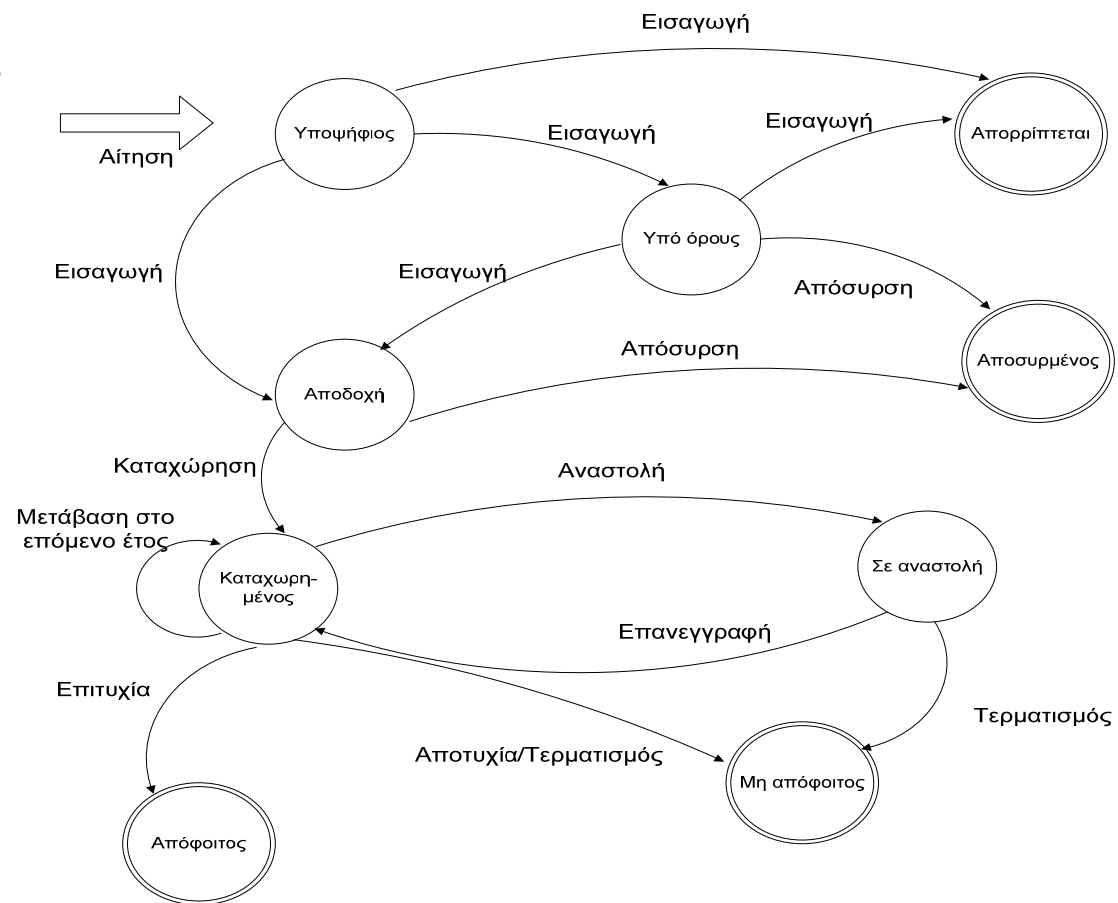 Εισαγωγή
Υποψήφιος
Εισαγωγή
Εισαγωγή
Απορρίπτεται
Αίτηση
Υπό όρους
Εισαγωγή
Εισαγωγή
Απόσυρση
Απόσυρση
Αποσυρμένος
Αποδοχή
Καταχώρηση
Αναστολή
Μετάβαση στο
επόμενο έτος
Καταχωρη-
μένος
Σε αναστολή
Επανεγγραφή
Επιτυχία
Τερματισμός
Αποτυχία/Τερματισμός
Μη απόφοιτος
Απόφοιτος